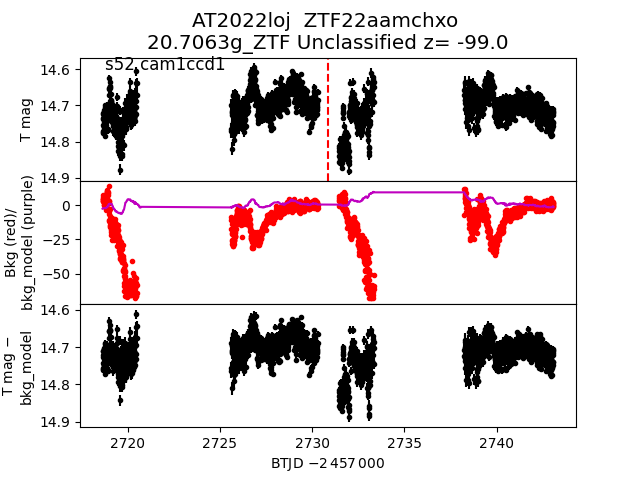 AT2022loj  ZTF22aamchxo
20.7063g_ZTF Unclassified z= -99.0
s52 cam1ccd1
14.6
14.7
14.8
14.9
T mag
0
−25
−50
Bkg (red)/
bkg_model (purple)
14.6
14.7
14.8
14.9
T mag −
bkg_model
2720
2725
2730
2735
2740
BTJD −2 457 000